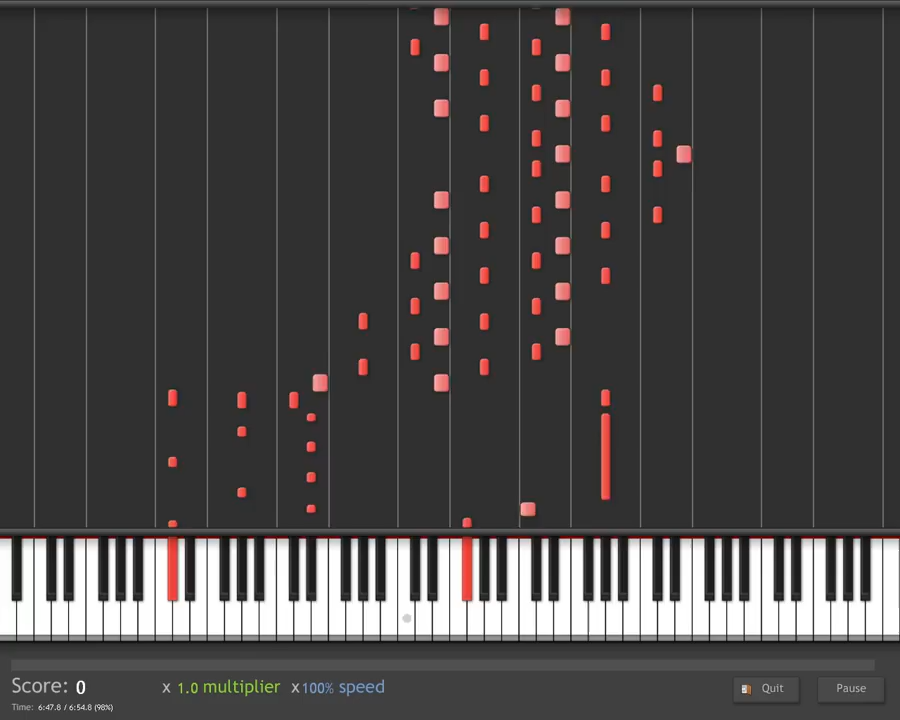 Score: 0 x 1.0 multiplier x100% speed Quit Pause
Time: 6:47.8 / 6:54.8 (98%)